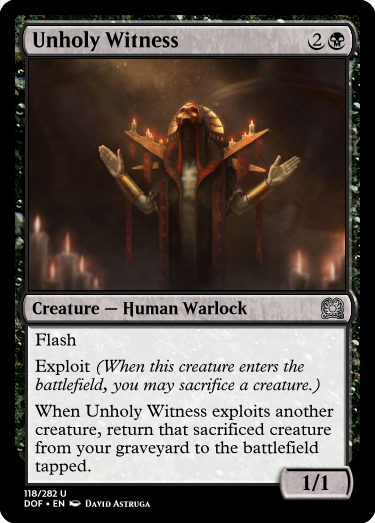 Unholy Witness 2
Creature — Human Warlock
Flash
Exploit (When this creature enters the
battlefield, you may sacrifice a creature.)
When Unholy Witness exploits another
creature, return that sacrificed creature
from your graveyard to the battlefield
tapped.
1/1
118/282 U
DOF • EN DAVID ASTRUGA